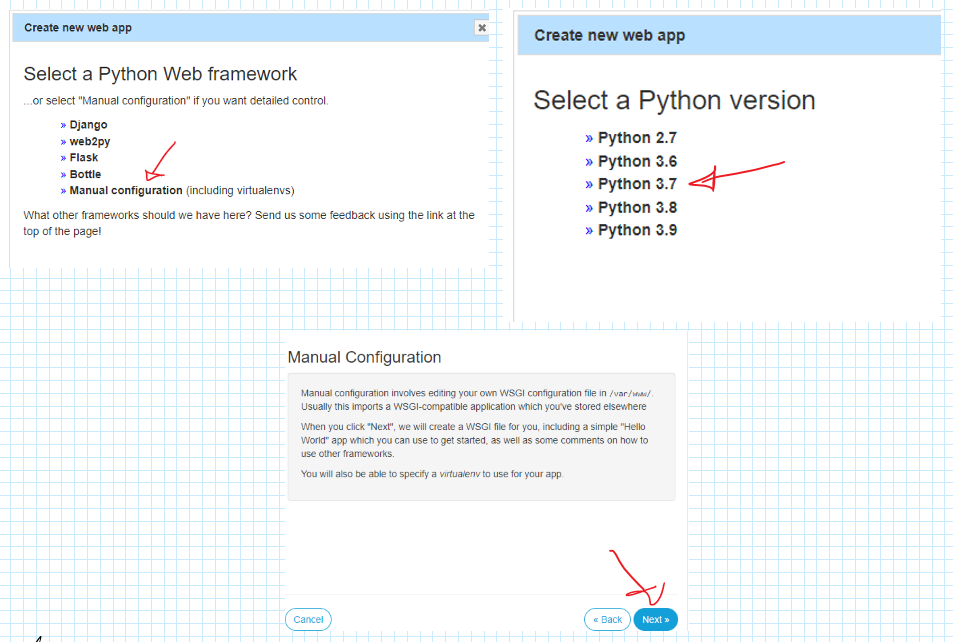 Create new web app
Select a Python Web framework
...or select "Manual configuration" if you want detailed control.
» Django
» web2py
» Flask
» Bottle
» Manual configuration (including virtualenvs)
What other frameworks should we have here? Send us some feedback using the link at the
top of the page!
Create new web app
Select a Python version
» Python 2.7
» Python 3.6
» Python 3.7
» Python 3.8
» Python 3.9
Manual Configuration
Manual configuration involves editing your own WSGI configuration file in /var/www/.
Usually this imports a WSGI-compatible application which you've stored elsewhere
When you click "Next", we will create a WSGI file for you, including a simple "Hello
World" app which you can use to get started, as well as some comments on how to
use other frameworks.
You will also be able to specify a virtualenv to use for your app.
Cancel
« Back
Next »